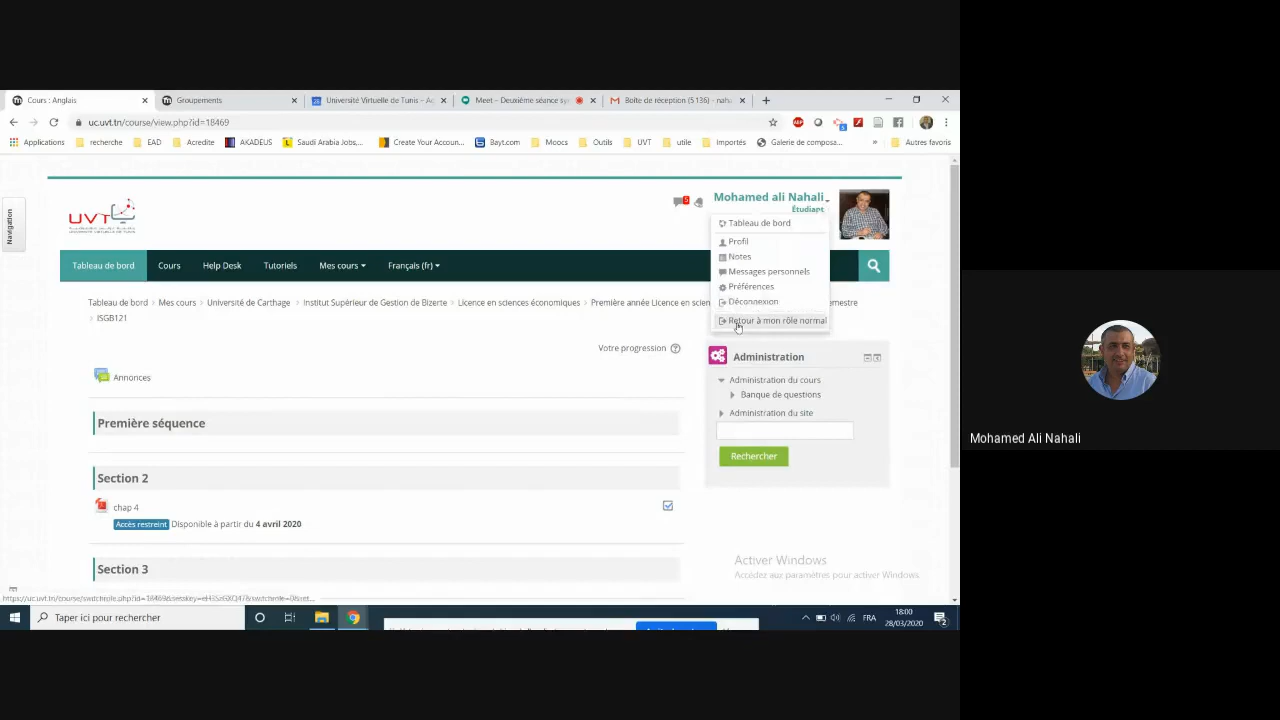 Cours : Anglais
Groupements
Université Virtuelle de Tunis – A
Meet – Deuxième séance sy
Boîte de réception (5 136) - nah
uc.uvt.tn/course/view.php?id=18469
Applications
recherche
EAD
Acredite
AKADEUS
Saudi Arabia Jobs,...
Create Your Accoun...
Bayt.com
Moocs
Outils
UVT
utile
Importés
Galerie de composa...
»
Autres favoris
Navigation
UVT
5
Mohamed ali Nahali
Étudiant
Tableau de bord
Profil
Notes
Messages personnels
Préférences
Déconnexion
Retour à mon rôle normal
Tableau de bord
Cours
Help Desk
Tutoriels
Mes cours
Français (fr)
Tableau de bord > Mes cours > Université de Carthage > Institut Supérieur de Gestion de Bizerte > Licence en sciences économiques > Première année Licence en scien
mestre
> ISGB121
Votre progression
Annonces
Première séquence
Section 2
chap 4
Accès restreint Disponible à partir du 4 avril 2020
Section 3
Administration
Administration du cours
Banque de questions
Administration du site
Rechercher
Activer Windows
Accédez aux paramètres pour activer Windows.
Taper ici pour rechercher
FRA
18:00
28/03/2020
2
Mohamed Ali Nahali